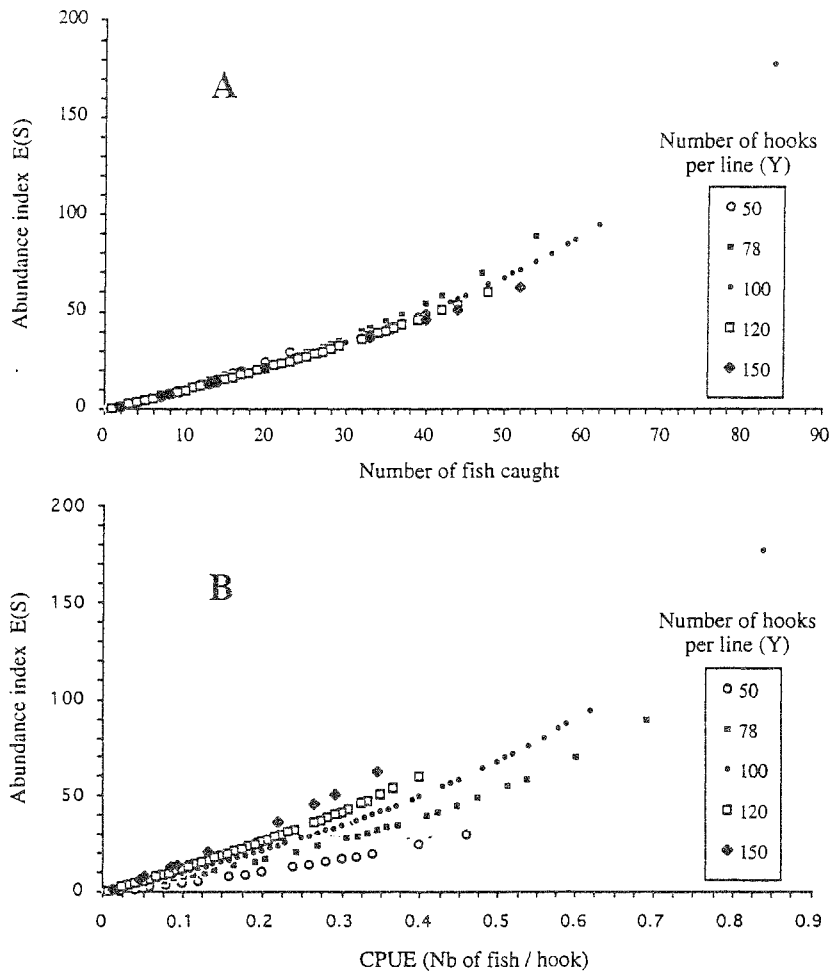 200
A
150
100
50
0
Abundance index E(S)
Number of hooks
per line (Y)
50
78
100
120
150
0 10 20 30 40 50 60 70 80 90
Number of fish caught
200
B
150
100
50
0
Abundance index E(S)
Number of hooks
per line (Y)
50
78
100
120
150
0 0.1 0.2 0.3 0.4 0.5 0.6 0.7 0.8 0.9
CPUE (Nb of fish / hook)